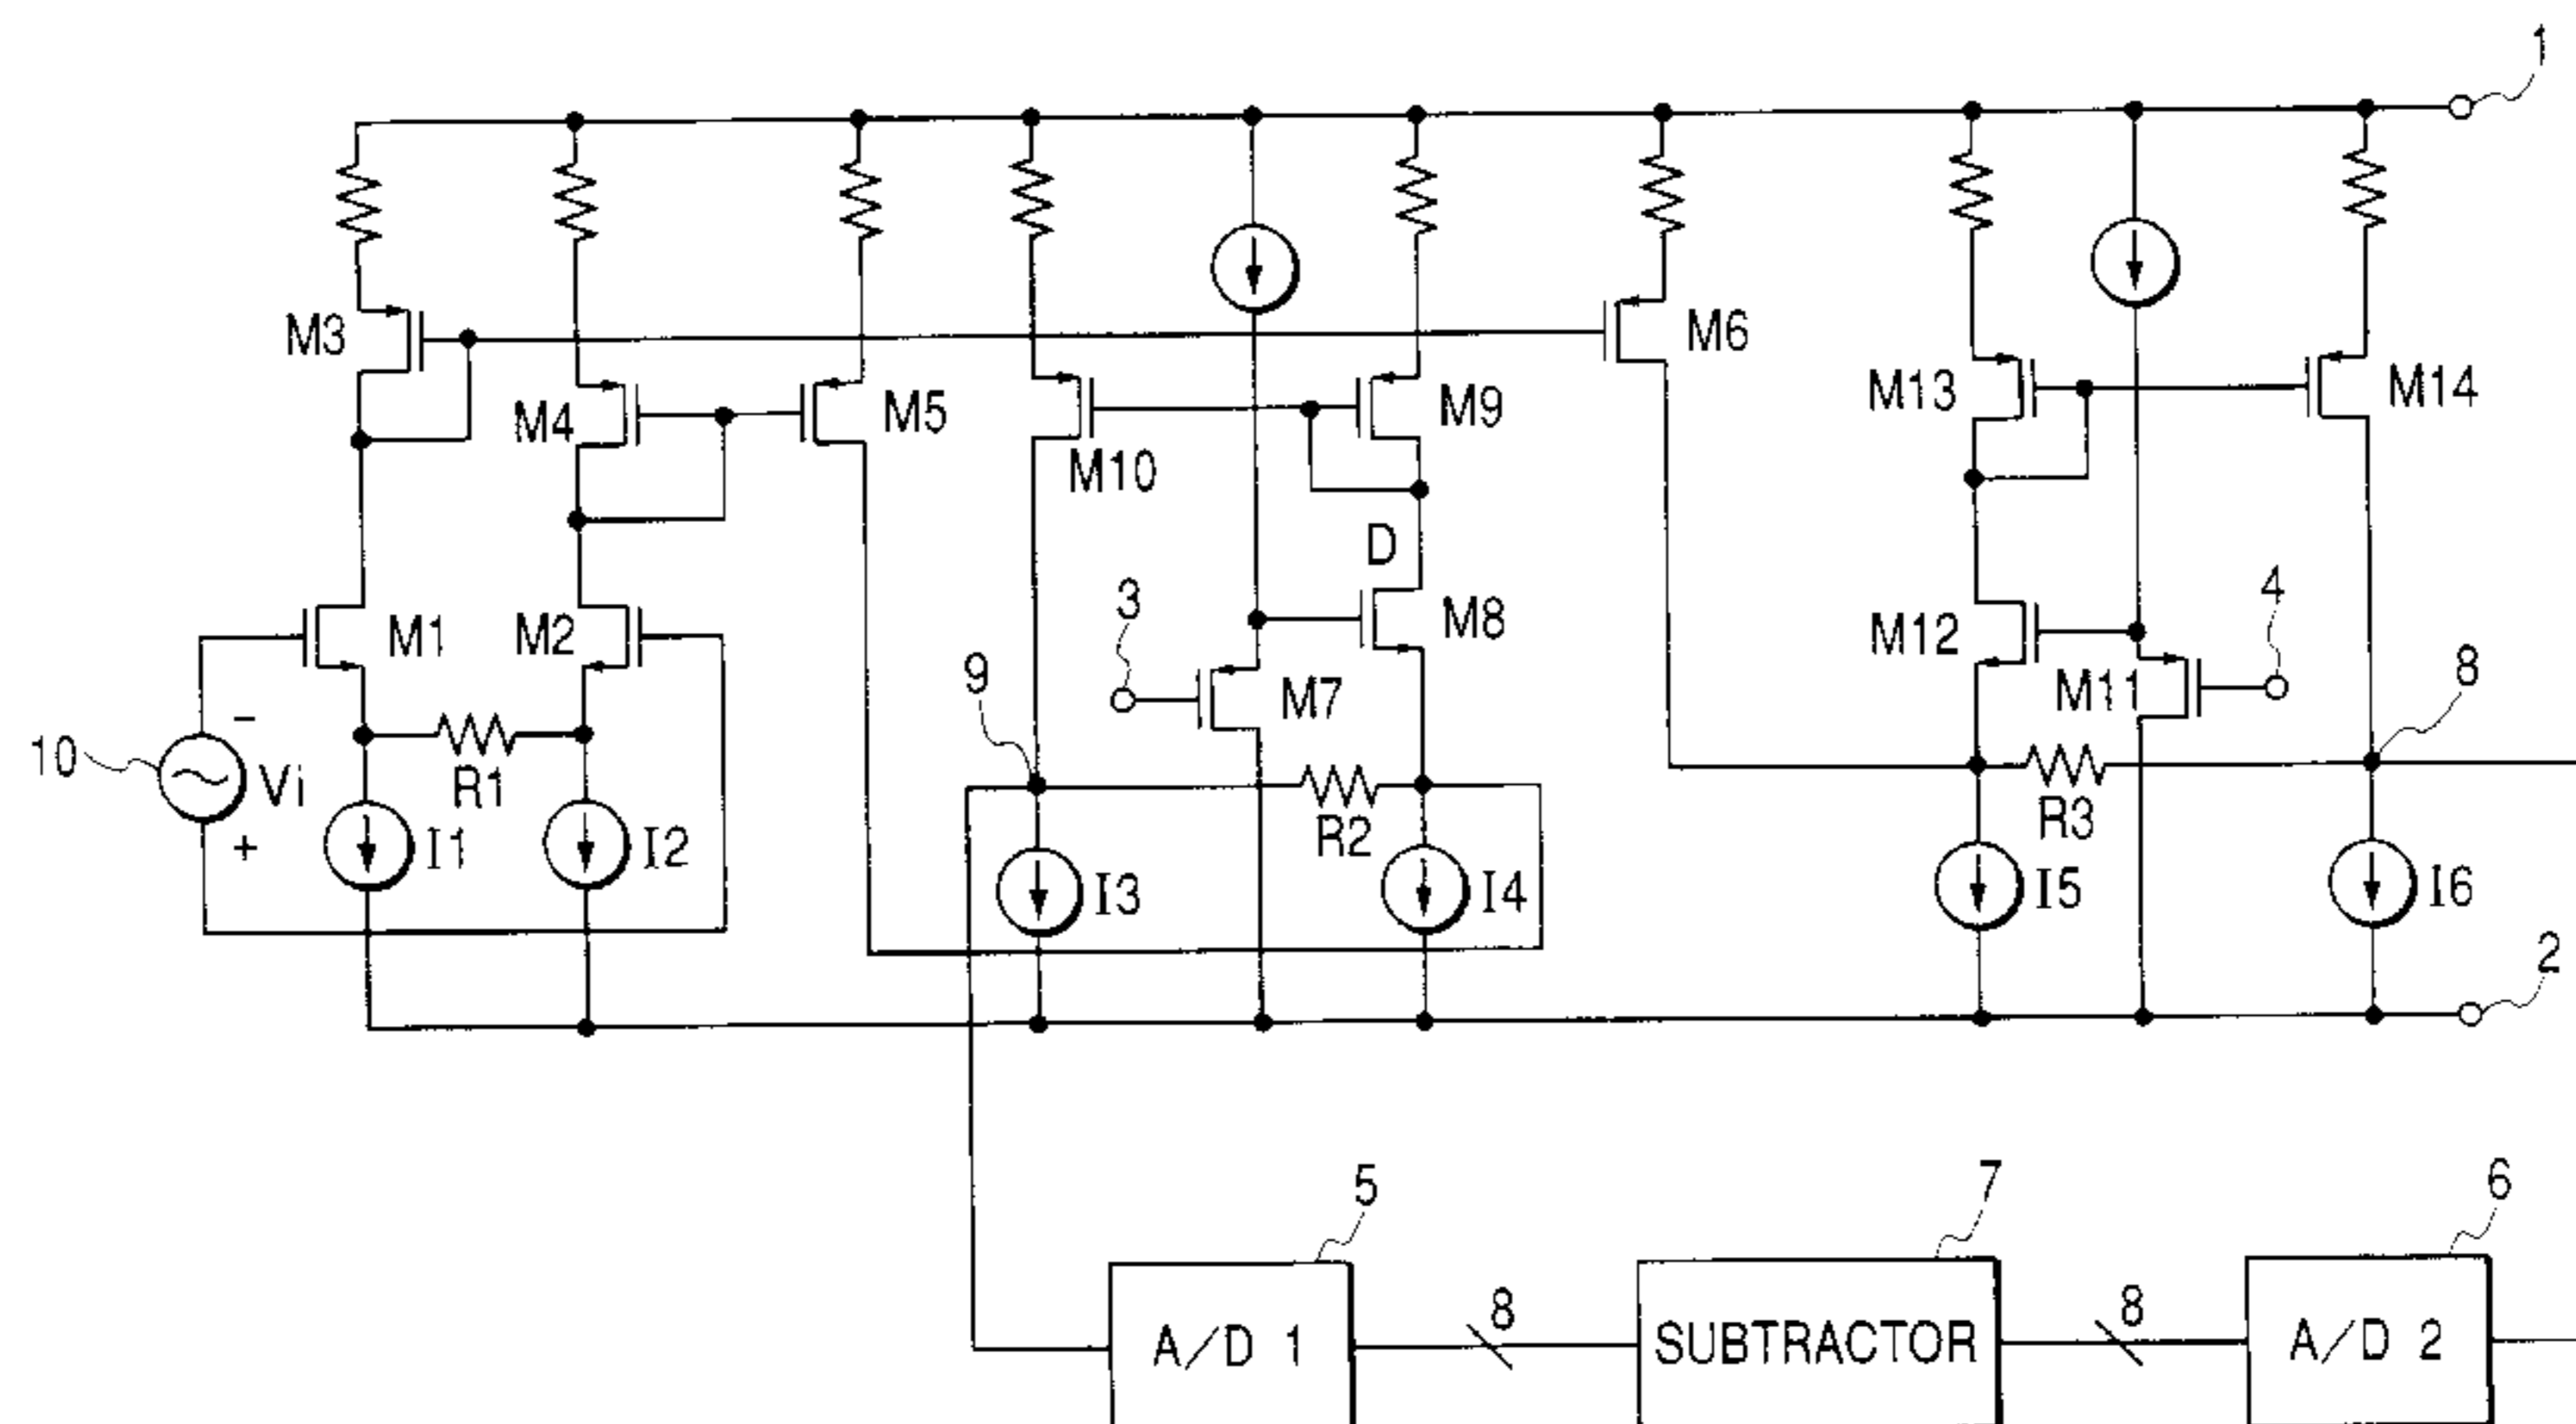 1
M3
M4
M5
M10
M9
M6
M13
M14
D
3
4
M1
M2
M8
M12
9
M7
M11
8
10
−
Vi
+
R1
R2
R3
I1
I2
I3
I4
I5
I6
2
5
7
6
A/D 1
8
SUBTRACTOR
8
A/D 2